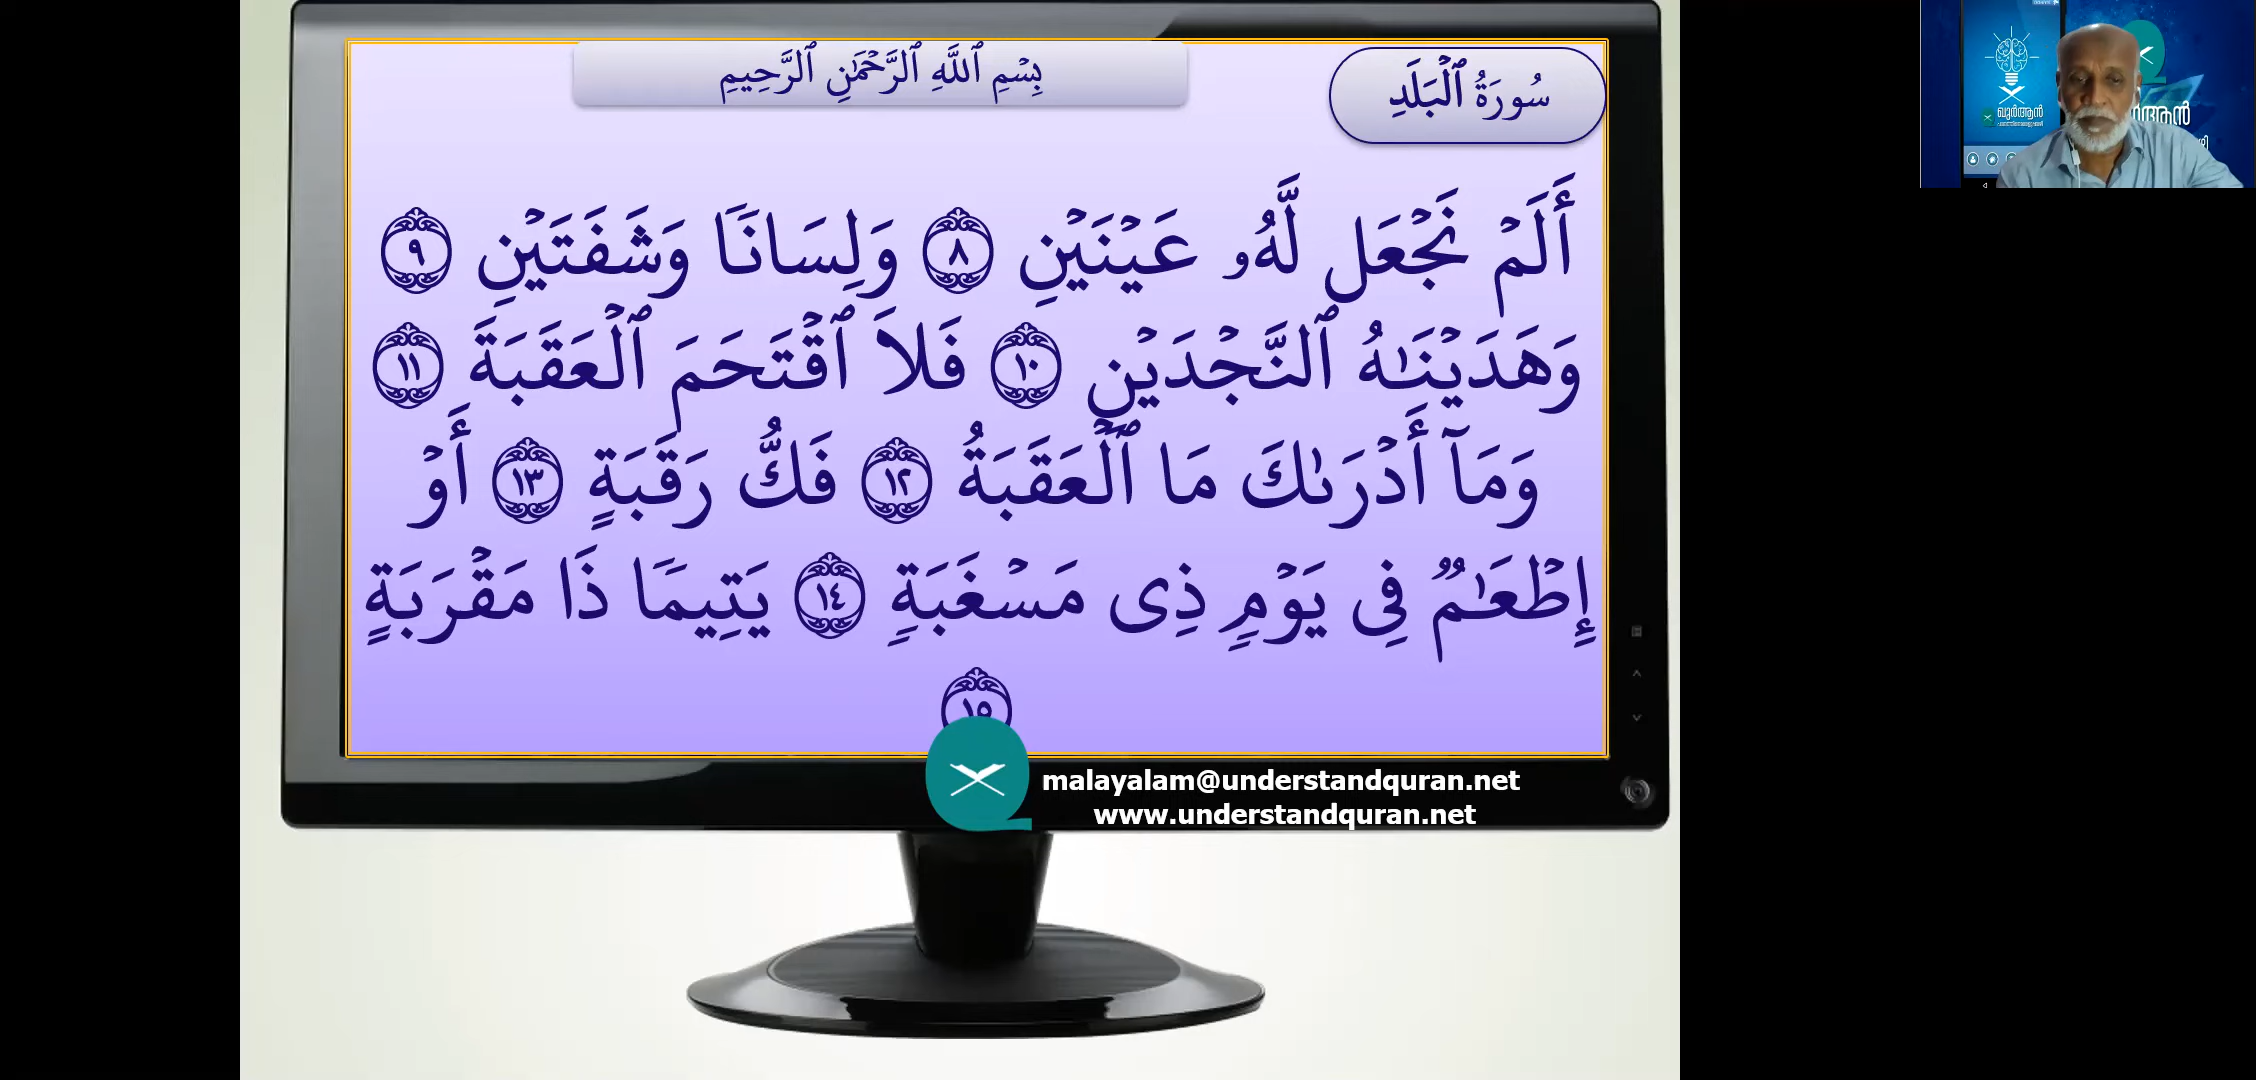 بِسۡمِ ٱللَّهِ ٱلرَّحۡمَٰنِ ٱلرَّحِيمِ
سُورَةُ ٱلۡبَلَدِ
أَلَمۡ نَجۡعَل لَّهُۥ عَيۡنَيۡنِ ٨ وَلِسَانٗا وَشَفَتَيۡنِ ٩
وَهَدَيۡنَٰهُ ٱلنَّجۡدَيۡنِ ١٠ فَلَا ٱقۡتَحَمَ ٱلۡعَقَبَةَ ١١
وَمَآ أَدۡرَىٰكَ مَا ٱلۡعَقَبَةُ ١٢ فَكُّ رَقَبَةٍ ١٣ أَوۡ
إِطۡعَٰمٞ فِي يَوۡمٖ ذِي مَسۡغَبَةٖ ١٤ يَتِيمٗا ذَا مَقۡرَبَةٍ
١٥
malayalam@understandquran.net
www.understandquran.net
ഖുർആൻ